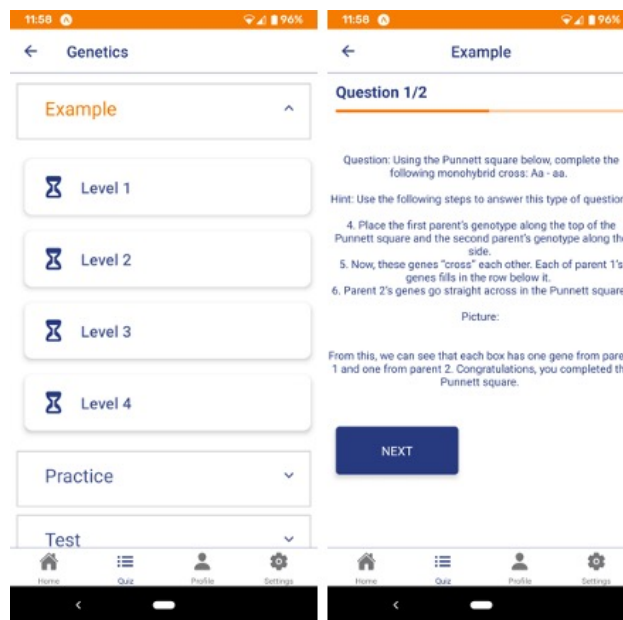 11:58
96%
Genetics
Example
Level 1
Level 2
Level 3
Level 4
Practice
Test
Home
Quiz
Profile
Settings
11:58
96%
Example
Question 1/2
Question: Using the Punnett square below, complete the
following monohybrid cross: Aa - aa.
Hint: Use the following steps to answer this type of question
4. Place the first parent's genotype along the top of the
Punnett square and the second parent's genotype along th
side.
5. Now, these genes "cross" each other. Each of parent 1's
genes fills in the row below it.
6. Parent 2's genes go straight across in the Punnett square
Picture:
From this, we can see that each box has one gene from pare
1 and one from parent 2. Congratulations, you completed th
Punnett square.
NEXT
Home
Quiz
Profile
Settings